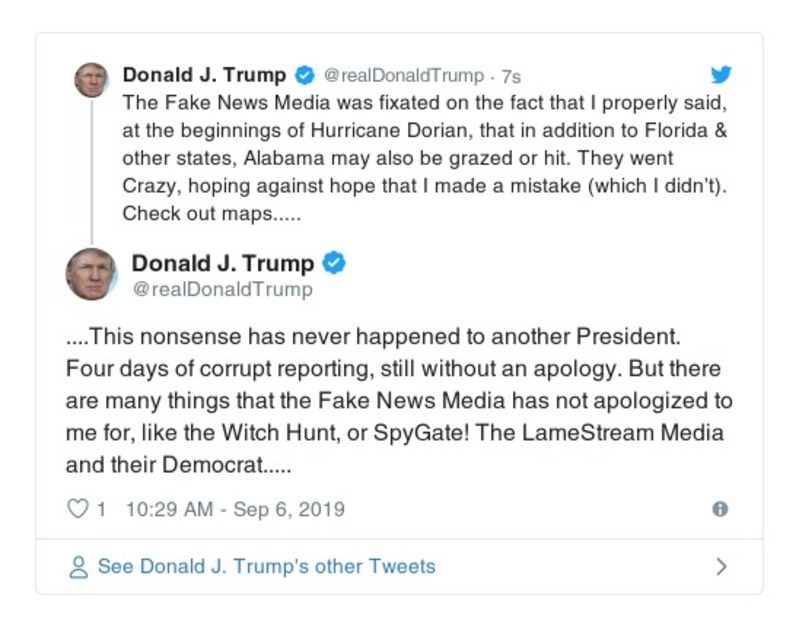 Donald J. Trump @realDonaldTrump · 7s
The Fake News Media was fixated on the fact that I properly said,
at the beginnings of Hurricane Dorian, that in addition to Florida &
other states, Alabama may also be grazed or hit. They went
Crazy, hoping against hope that I made a mistake (which I didn't).
Check out maps.....
Donald J. Trump
@realDonaldTrump
....This nonsense has never happened to another President.
Four days of corrupt reporting, still without an apology. But there
are many things that the Fake News Media has not apologized to
me for, like the Witch Hunt, or SpyGate! The LameStream Media
and their Democrat.....
1 10:29 AM - Sep 6, 2019
See Donald J. Trump's other Tweets